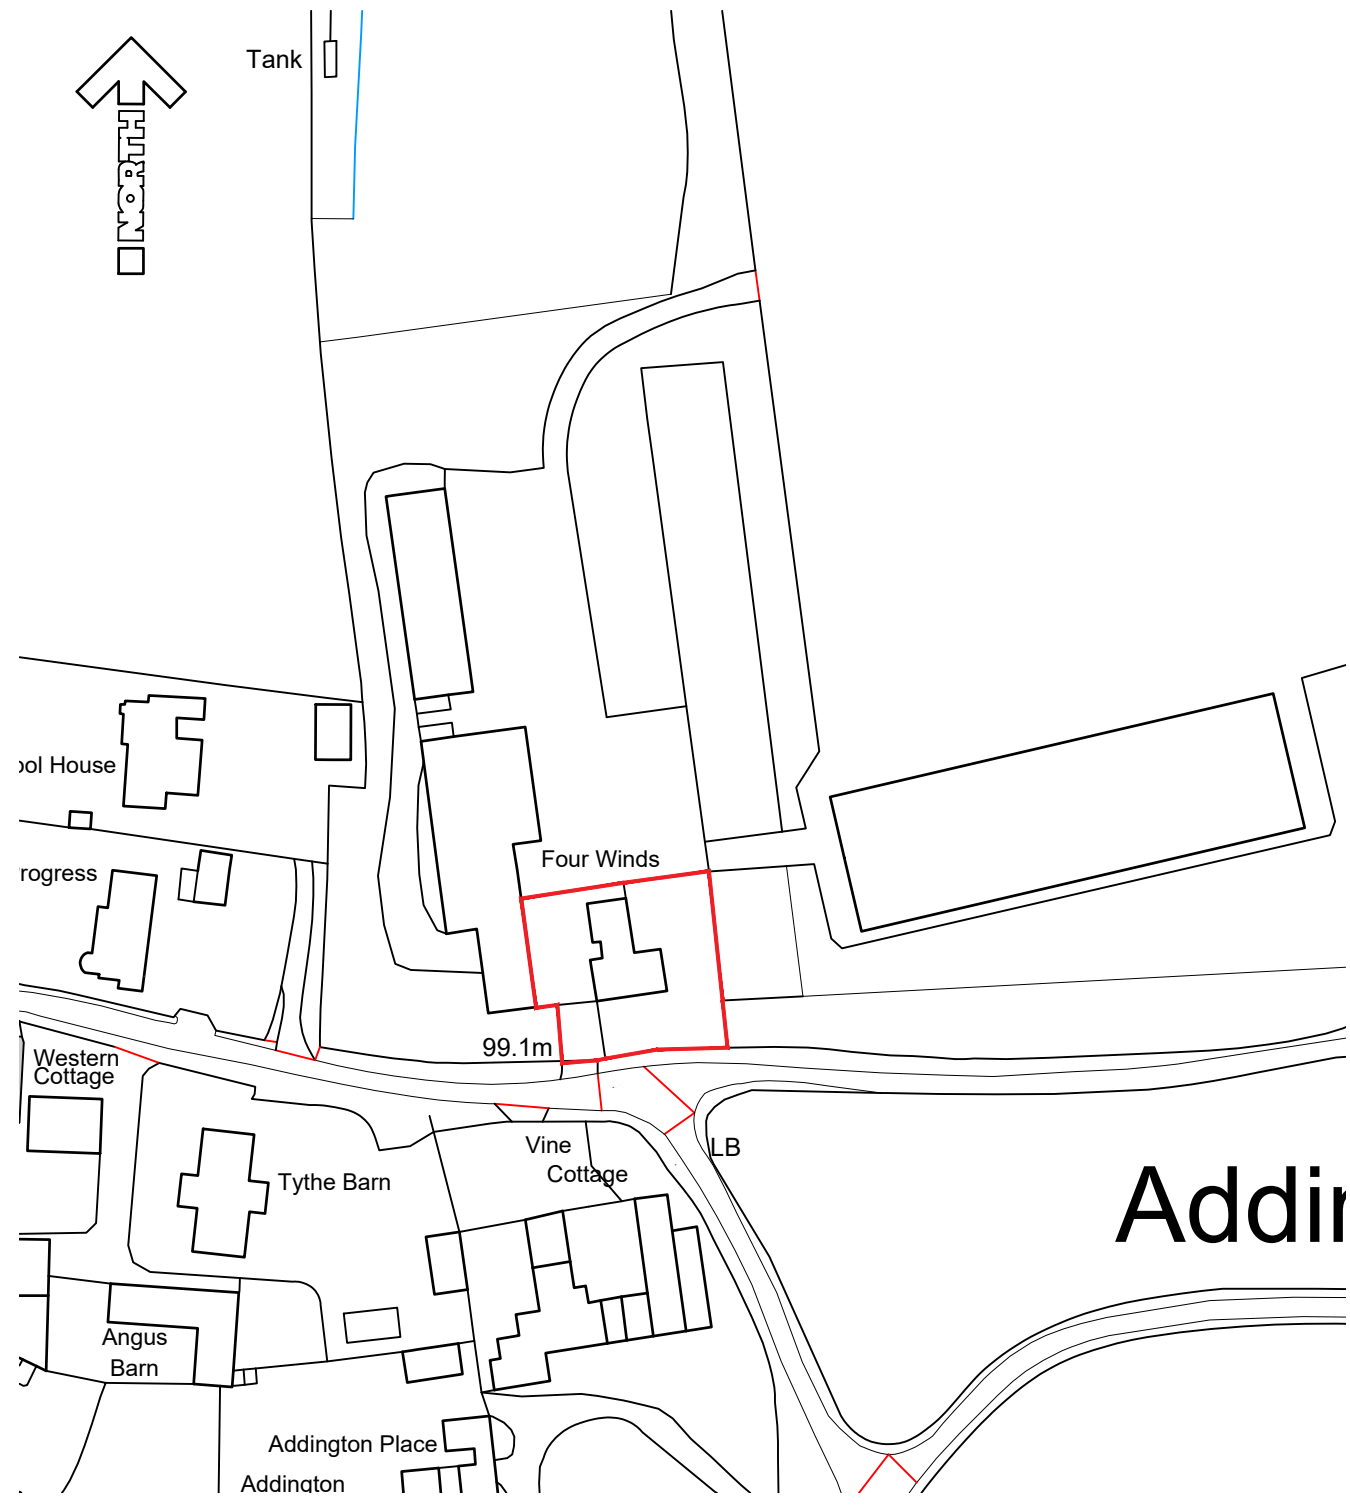 Tank
NORTH
ool House
Four Winds
rogress
99.1m
Western
Cottage
Vine
Cottage
LB
Tythe Barn
Addin
Angus
Barn
Addington Place
Addington